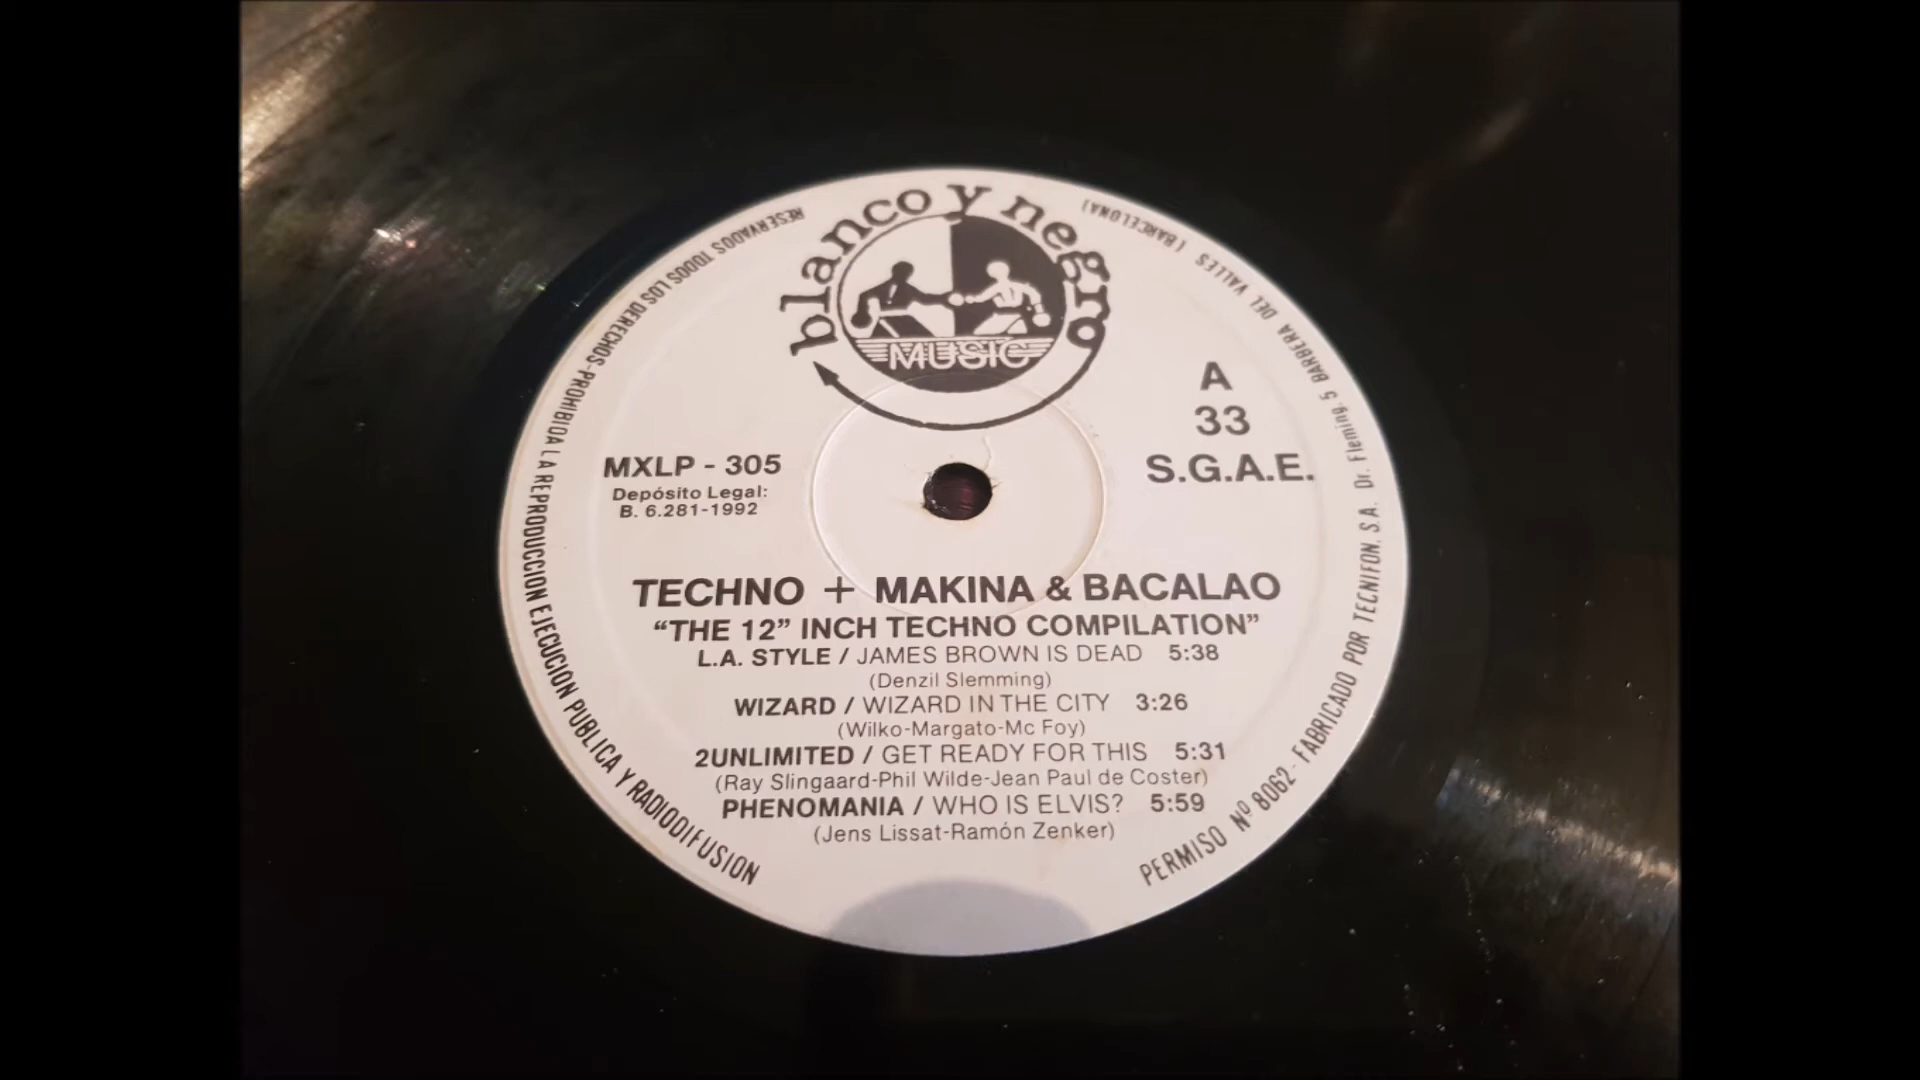 blanco y negro
MUSIC
A
33
S.G.A.E.
MXLP - 305
Depósito Legal:
B. 6.281-1992
TECHNO + MAKINA & BACALAO
“THE 12” INCH TECHNO COMPILATION”
L.A. STYLE / JAMES BROWN IS DEAD 5:38
(Denzil Slemming)
WIZARD / WIZARD IN THE CITY 3:26
(Wilko-Margato-Mc Foy)
2UNLIMITED / GET READY FOR THIS 5:31
(Ray Slingaard-Phil Wilde-Jean Paul de Coster)
PHENOMANIA / WHO IS ELVIS? 5:59
(Jens Lissat-Ramón Zenker)
RESERVADOS TODOS LOS DERECHOS-PROHIBIDA LA REPRODUCCION EJECUCION PUBLICA Y RADIODIFUSION
PERMISO Nº 8062 - FABRICADO POR TECNIFON, S.A. Dr. Fleming, 5 BARBERA DEL VALLES (BARCELONA)